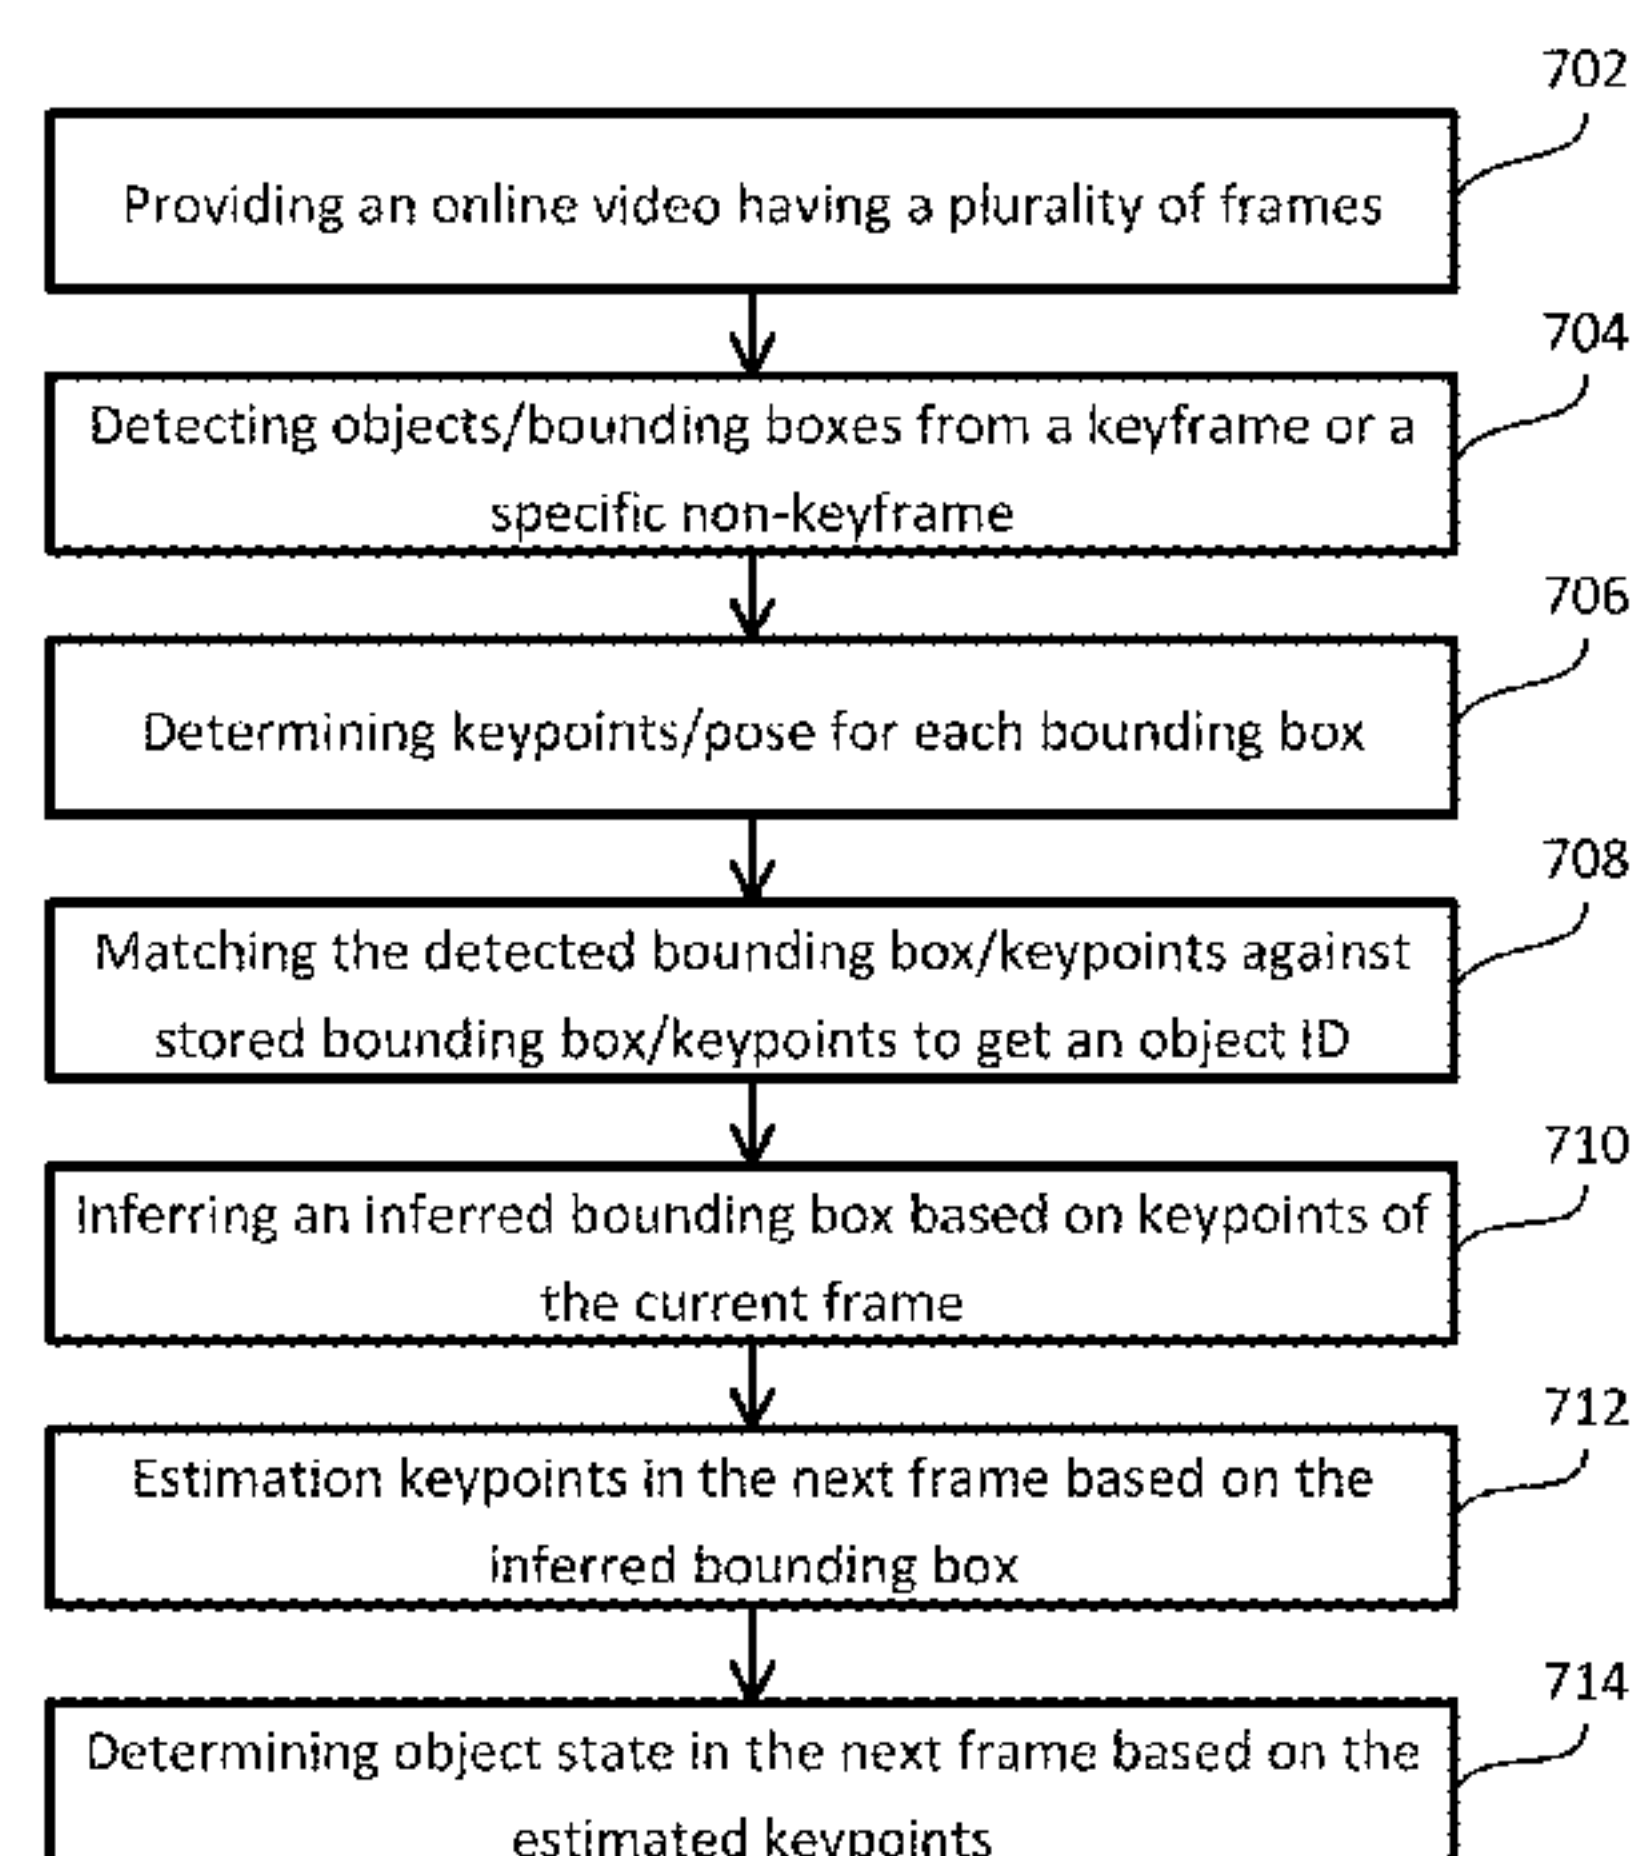 702
Providing an online video having a plurality of frames
704
Detecting objects/bounding boxes from a keyframe or a
specific non-keyframe
706
Determining keypoints/pose for each bounding box
708
Matching the detected bounding box/keypoints against
stored bounding box/keypoints to get an object ID
710
Inferring an inferred bounding box based on keypoints of
the current frame
712
Estimation keypoints in the next frame based on the
inferred bounding box
714
Determining object state in the next frame based on the
estimated keypoints